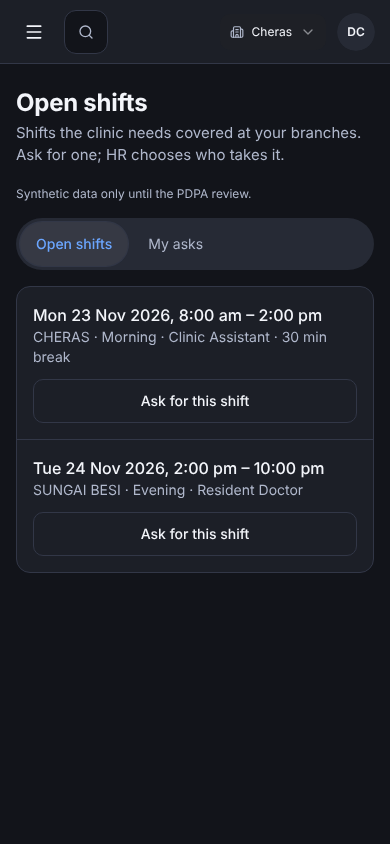 Cheras
DC
Open shifts
Shifts the clinic needs covered at your branches.
Ask for one; HR chooses who takes it.
Synthetic data only until the PDPA review.
Open shifts
My asks
Mon 23 Nov 2026, 8:00 am – 2:00 pm
CHERAS · Morning · Clinic Assistant · 30 min
break
Ask for this shift
Tue 24 Nov 2026, 2:00 pm – 10:00 pm
SUNGAI BESI · Evening · Resident Doctor
Ask for this shift